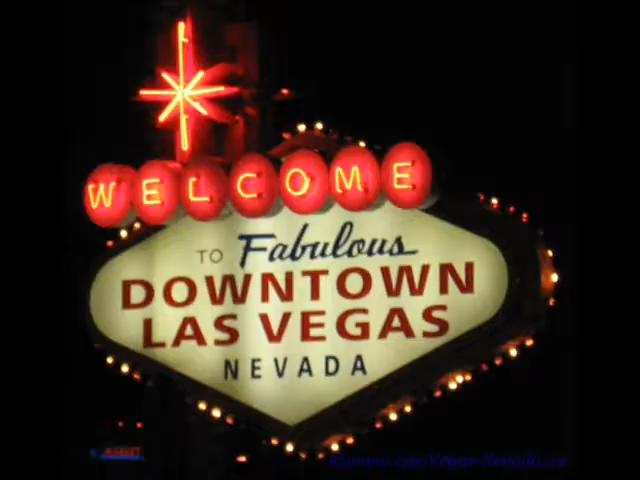 WELCOME
TO Fabulous
DOWNTOWN
LAS VEGAS
NEVADA